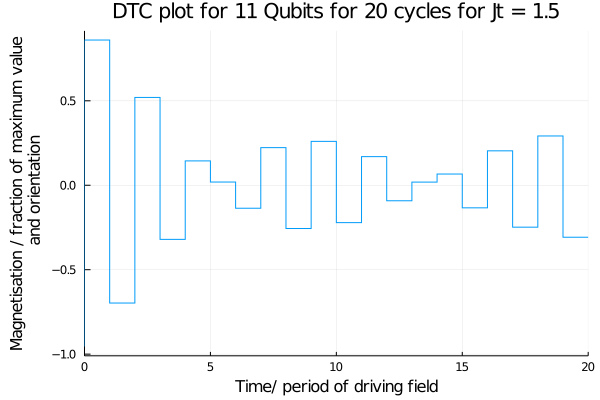 DTC plot for 11 Qubits for 20 cycles for Jt = 1.5
Magnetisation / fraction of maximum value
and orientation
0.5
0.0
−0.5
−1.0
0
5
10
15
20
Time/ period of driving field